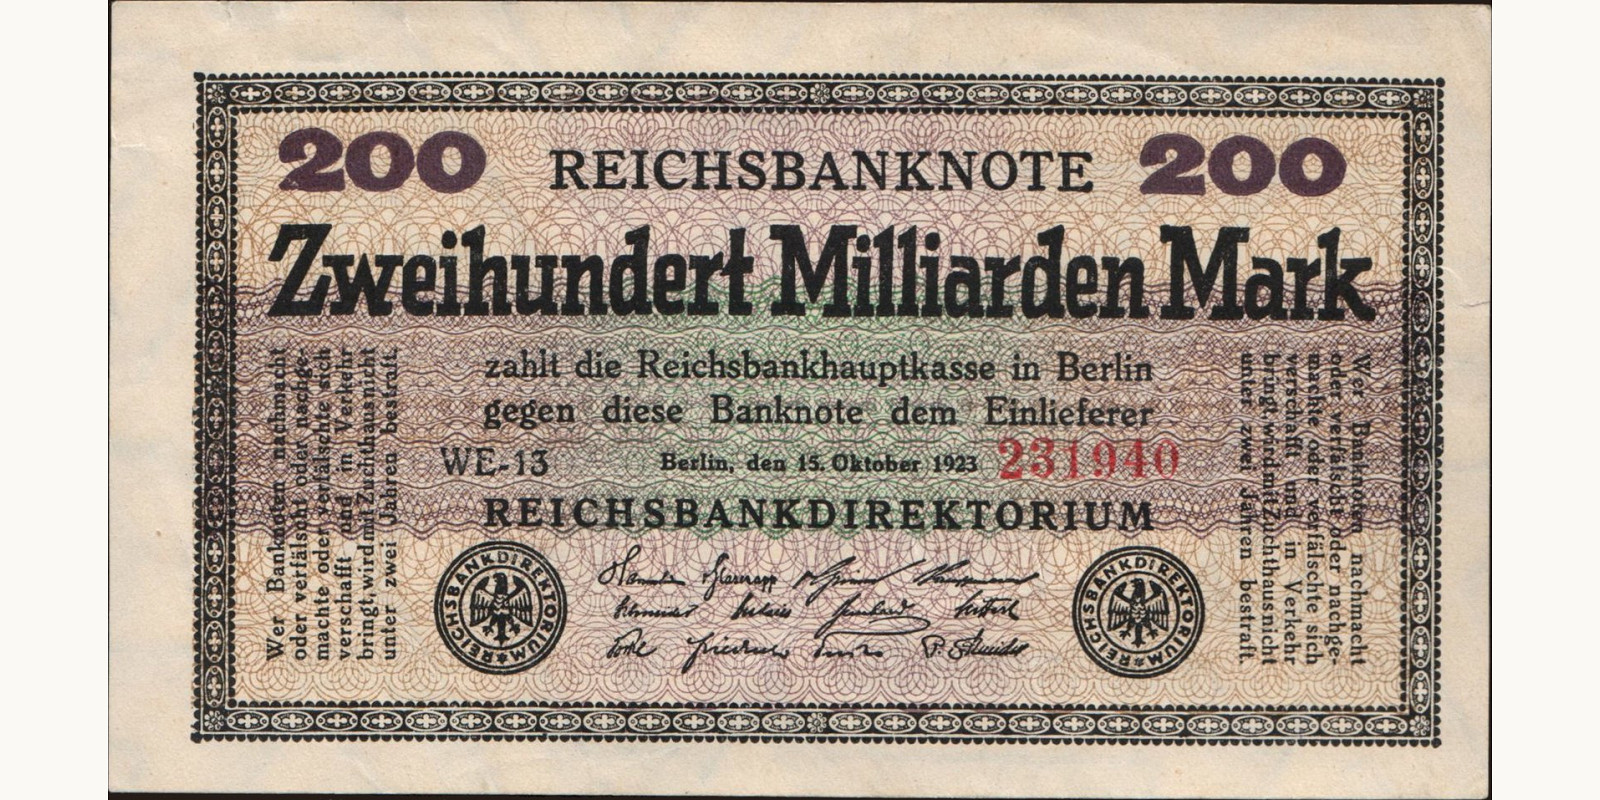 200 REICHSBANKNOTE 200
Zweihundert Milliarden Mark
zahlt die Reichsbankhauptkasse in Berlin
gegen diese Banknote dem Einlieferer
WE-13 Berlin, den 15. Oktober 1923 231940
REICHSBANKDIREKTORIUM
Wer Banknoten nachmacht
oder verfälscht oder nachge-
machte oder verfälschte sich
verschafft und in Verkehr
bringt, wird mit Zuchthaus nicht
unter zwei Jahren bestraft.
REICHSBANKDIREKTORIUM
REICHSBANKDIREKTORIUM
Wer Banknoten nachmacht
oder verfälscht oder nachge-
machte oder verfälschte sich
verschafft und in Verkehr
bringt, wird mit Zuchthaus nicht
unter zwei Jahren bestraft.